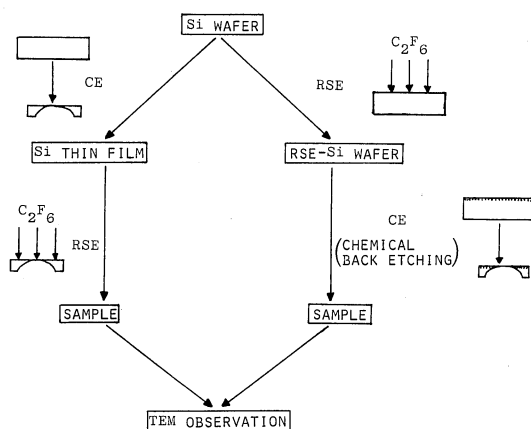 Si WAFER
C2F6
CE
RSE
Si THIN FILM
RSE-Si WAFER
C2F6
RSE
CE
(CHEMICAL
BACK ETCHING)
SAMPLE
SAMPLE
TEM OBSERVATION